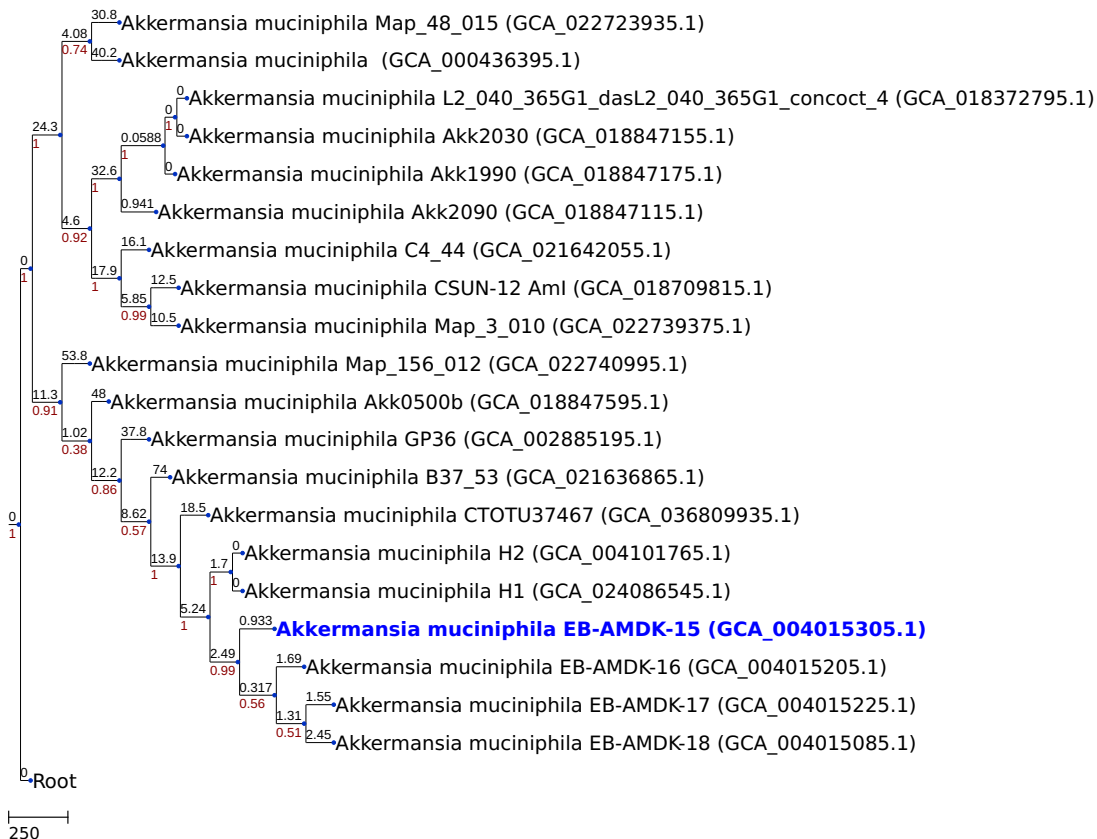 30.8
Akkermansia muciniphila Map_48_015 (GCA_022723935.1)
4.08
0.74
40.2
Akkermansia muciniphila (GCA_000436395.1)
0
Akkermansia muciniphila L2_040_365G1_dasL2_040_365G1_concoct_4 (GCA_018372795.1)
0
1
24.3
1
0
Akkermansia muciniphila Akk2030 (GCA_018847155.1)
0.0588
1
0
Akkermansia muciniphila Akk1990 (GCA_018847175.1)
32.6
1
0.941
Akkermansia muciniphila Akk2090 (GCA_018847115.1)
4.6
0.92
16.1
Akkermansia muciniphila C4_44 (GCA_021642055.1)
0
1
17.9
1
12.5
Akkermansia muciniphila CSUN-12 AmI (GCA_018709815.1)
5.85
0.99
10.5
Akkermansia muciniphila Map_3_010 (GCA_022739375.1)
53.8
Akkermansia muciniphila Map_156_012 (GCA_022740995.1)
11.3
0.91
48
Akkermansia muciniphila Akk0500b (GCA_018847595.1)
1.02
0.38
37.8
Akkermansia muciniphila GP36 (GCA_002885195.1)
12.2
0.86
74
Akkermansia muciniphila B37_53 (GCA_021636865.1)
8.62
0.57
18.5
Akkermansia muciniphila CTOTU37467 (GCA_036809935.1)
0
1
13.9
1
0
Akkermansia muciniphila H2 (GCA_004101765.1)
1.7
1
0
Akkermansia muciniphila H1 (GCA_024086545.1)
5.24
1
0.933
Akkermansia muciniphila EB-AMDK-15 (GCA_004015305.1)
2.49
0.99
1.69
Akkermansia muciniphila EB-AMDK-16 (GCA_004015205.1)
0.317
0.56
1.55
Akkermansia muciniphila EB-AMDK-17 (GCA_004015225.1)
1.31
0.51
2.45
Akkermansia muciniphila EB-AMDK-18 (GCA_004015085.1)
0
Root
250